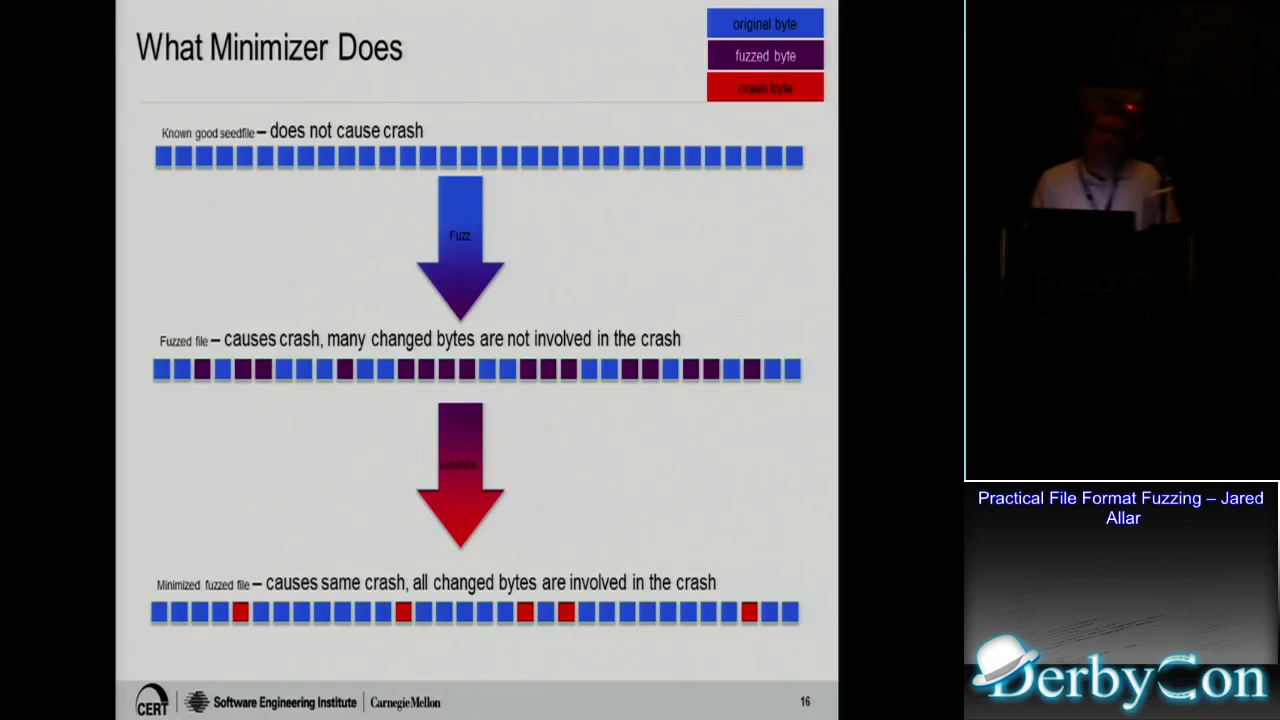 What Minimizer Does
original byte
fuzzed byte
crash byte
Known good seedfile – does not cause crash
Fuzz
Fuzzed file – causes crash, many changed bytes are not involved in the crash
Minimized fuzzed file – causes same crash, all changed bytes are involved in the crash
CERT
Software Engineering Institute
Carnegie Mellon
16
Practical File Format Fuzzing – Jared
Allar
DerbyCon